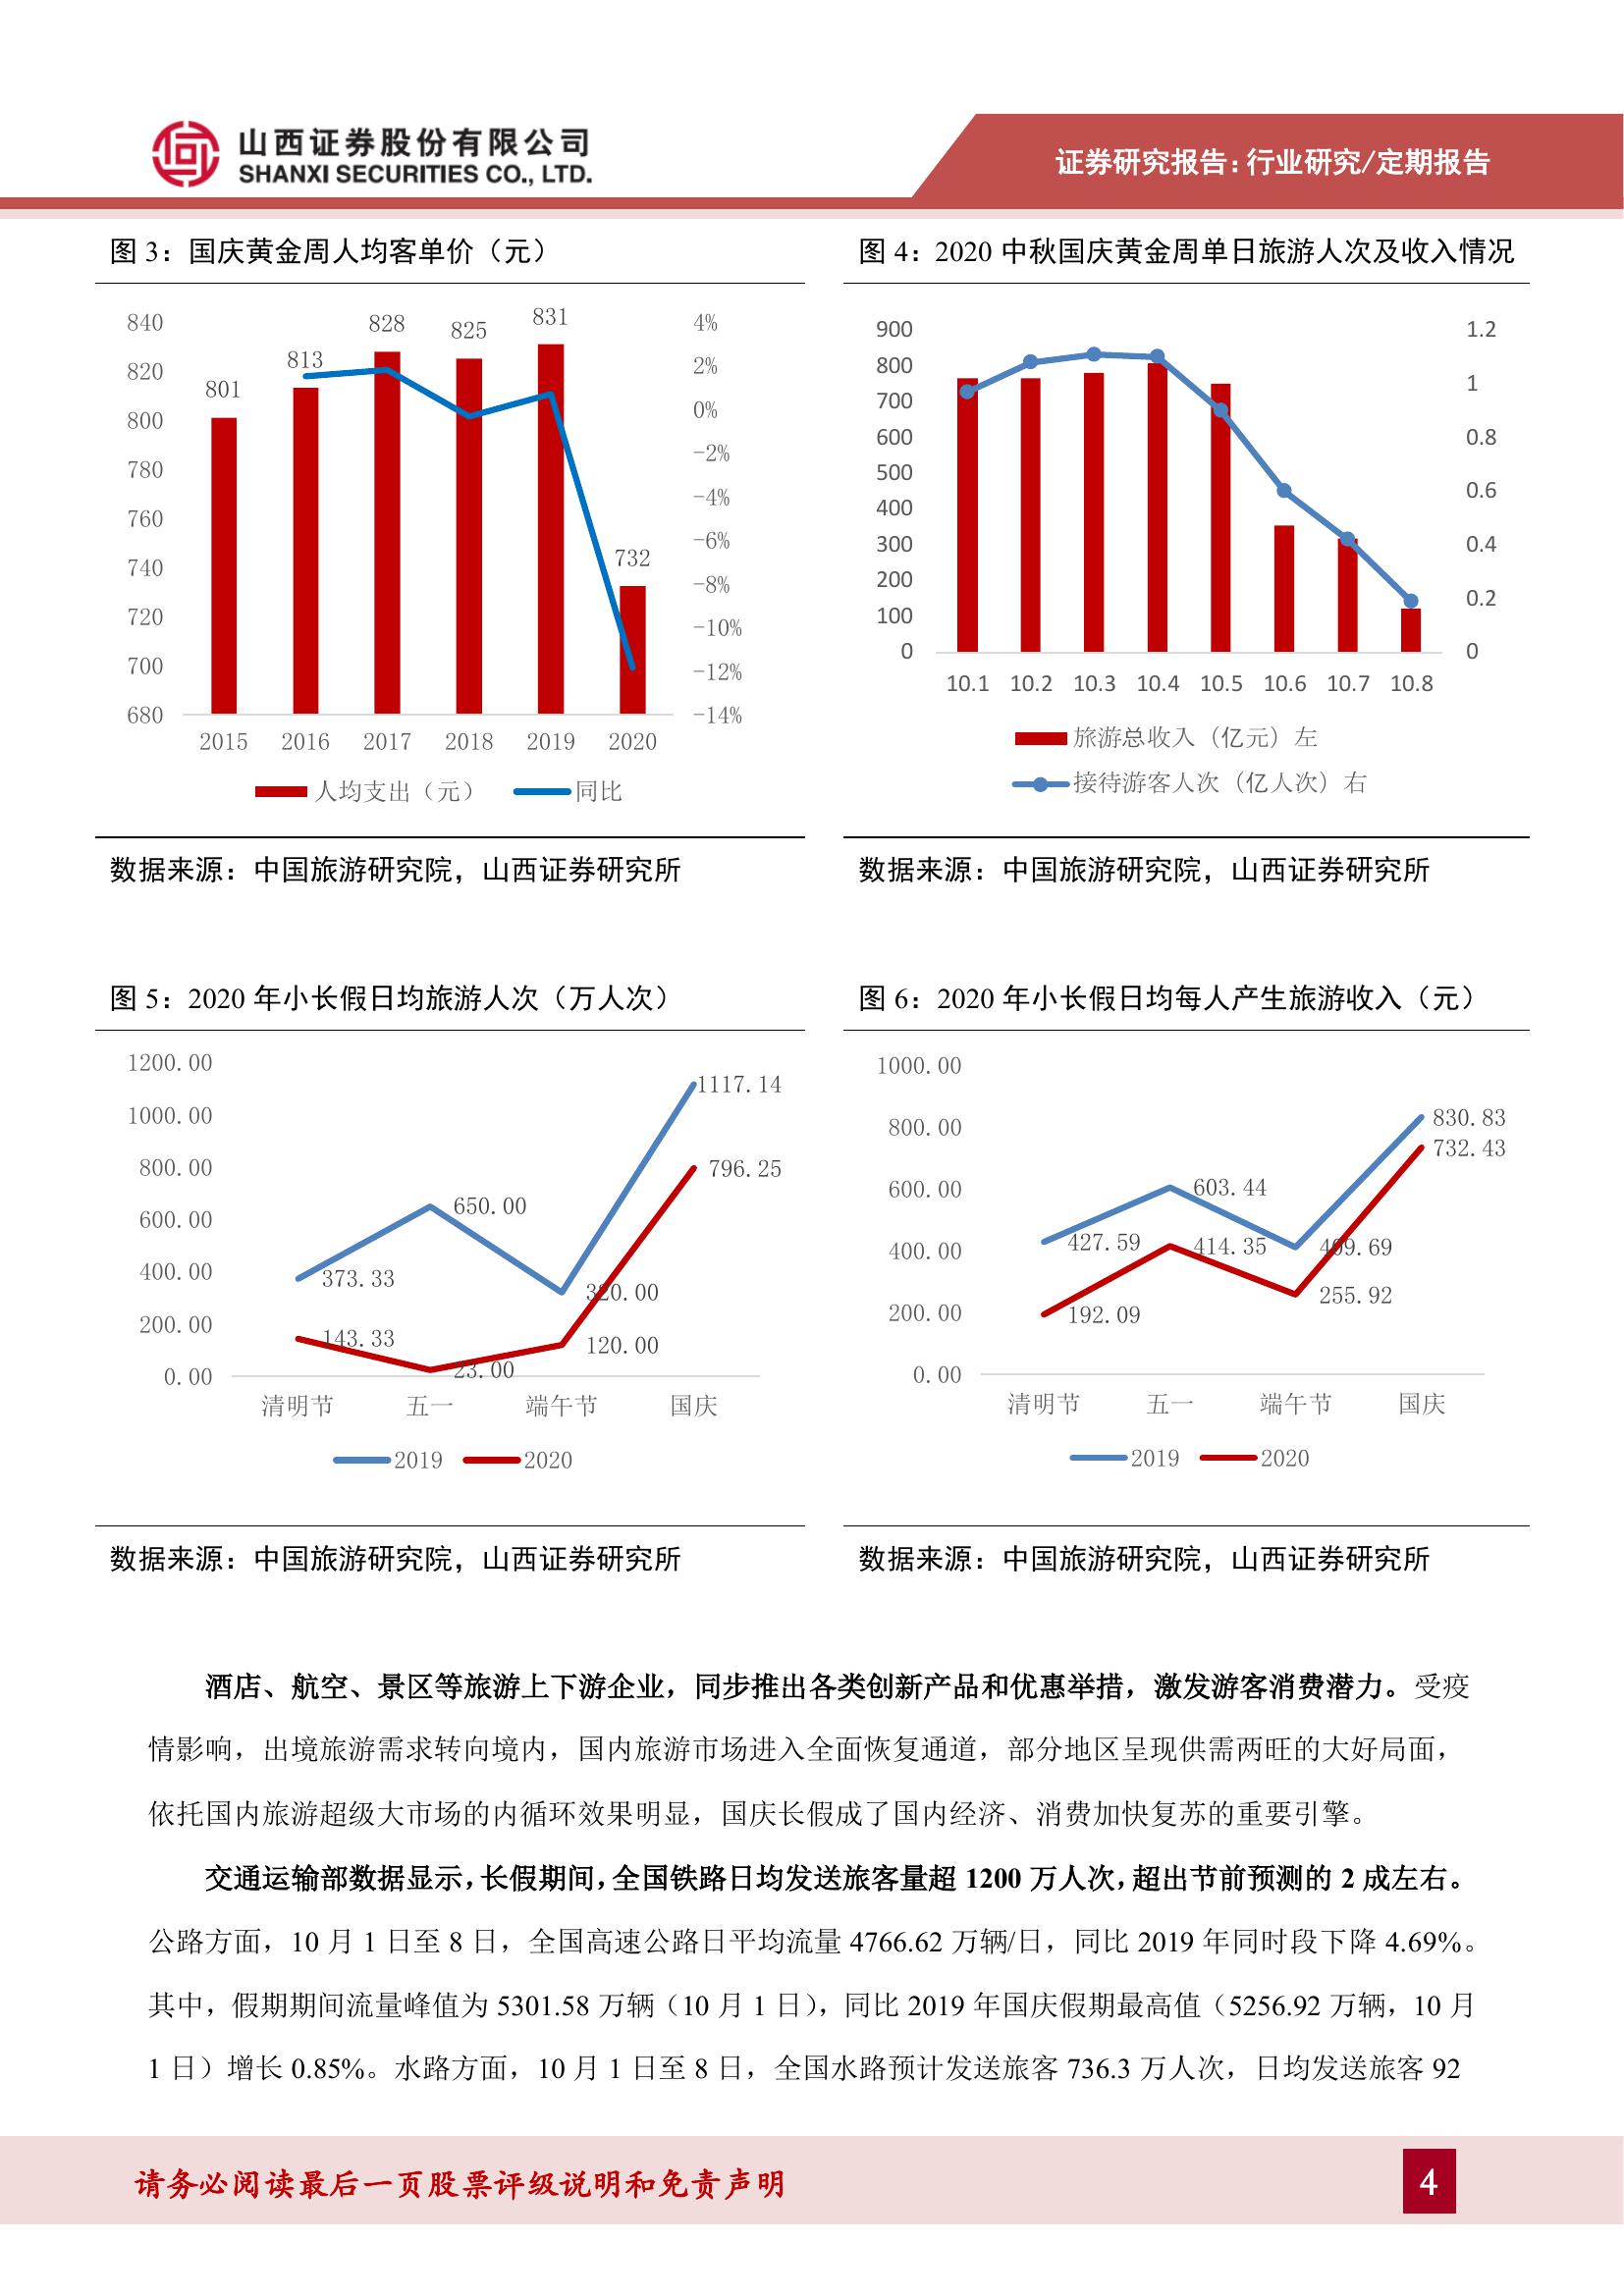 山西证券股份有限公司
SHANXI SECURITIES CO., LTD.
证券研究报告：行业研究/定期报告
图 3：国庆黄金周人均客单价（元）
840
820
800
780
760
740
720
700
680
801
813
828
825
831
732
4%
2%
0%
-2%
-4%
-6%
-8%
-10%
-12%
-14%
2015 2016 2017 2018 2019 2020
人均支出（元） 同比
数据来源：中国旅游研究院，山西证券研究所
图 4：2020 中秋国庆黄金周单日旅游人次及收入情况
900
800
700
600
500
400
300
200
100
0
1.2
1
0.8
0.6
0.4
0.2
0
10.1 10.2 10.3 10.4 10.5 10.6 10.7 10.8
旅游总收入（亿元）左
接待游客人次（亿人次）右
数据来源：中国旅游研究院，山西证券研究所
图 5：2020 年小长假日均旅游人次（万人次）
1200.00
1000.00
800.00
600.00
400.00
200.00
0.00
373.33
650.00
320.00
1117.14
143.33
23.00
120.00
796.25
清明节 五一 端午节 国庆
2019 2020
数据来源：中国旅游研究院，山西证券研究所
图 6：2020 年小长假日均每人产生旅游收入（元）
1000.00
800.00
600.00
400.00
200.00
0.00
427.59
603.44
409.69
830.83
192.09
414.35
255.92
732.43
清明节 五一 端午节 国庆
2019 2020
数据来源：中国旅游研究院，山西证券研究所
酒店、航空、景区等旅游上下游企业，同步推出各类创新产品和优惠举措，激发游客消费潜力。受疫
情影响，出境旅游需求转向境内，国内旅游市场进入全面恢复通道，部分地区呈现供需两旺的大好局面，
依托国内旅游超级大市场的内循环效果明显，国庆长假成了国内经济、消费加快复苏的重要引擎。
交通运输部数据显示，长假期间，全国铁路日均发送旅客量超 1200 万人次，超出节前预测的 2 成左右。
公路方面，10 月 1 日至 8 日，全国高速公路日平均流量 4766.62 万辆/日，同比 2019 年同时段下降 4.69%。
其中，假期期间流量峰值为 5301.58 万辆（10 月 1 日），同比 2019 年国庆假期最高值（5256.92 万辆，10 月
1 日）增长 0.85%。水路方面，10 月 1 日至 8 日，全国水路预计发送旅客 736.3 万人次，日均发送旅客 92
请务必阅读最后一页股票评级说明和免责声明
4